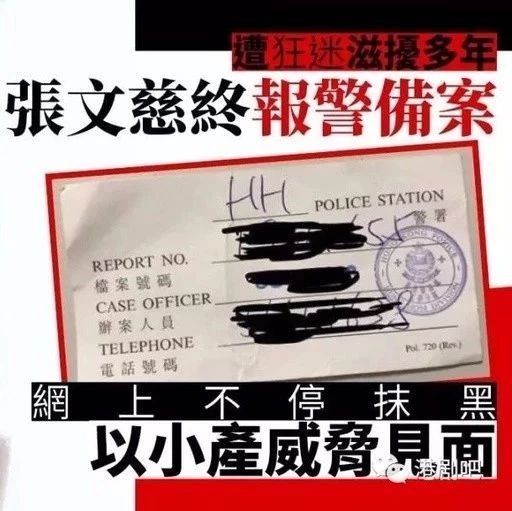 遭狂迷滋擾多年
張文慈終報警備案
HH POLICE STATION
警署
REPORT NO.
檔案號碼
CASE OFFICER
辦案人員
TELEPHONE
電話號碼
Pol. 720 (Rev.)
網上不停抹黑
以小產威脅見面
港剧吧